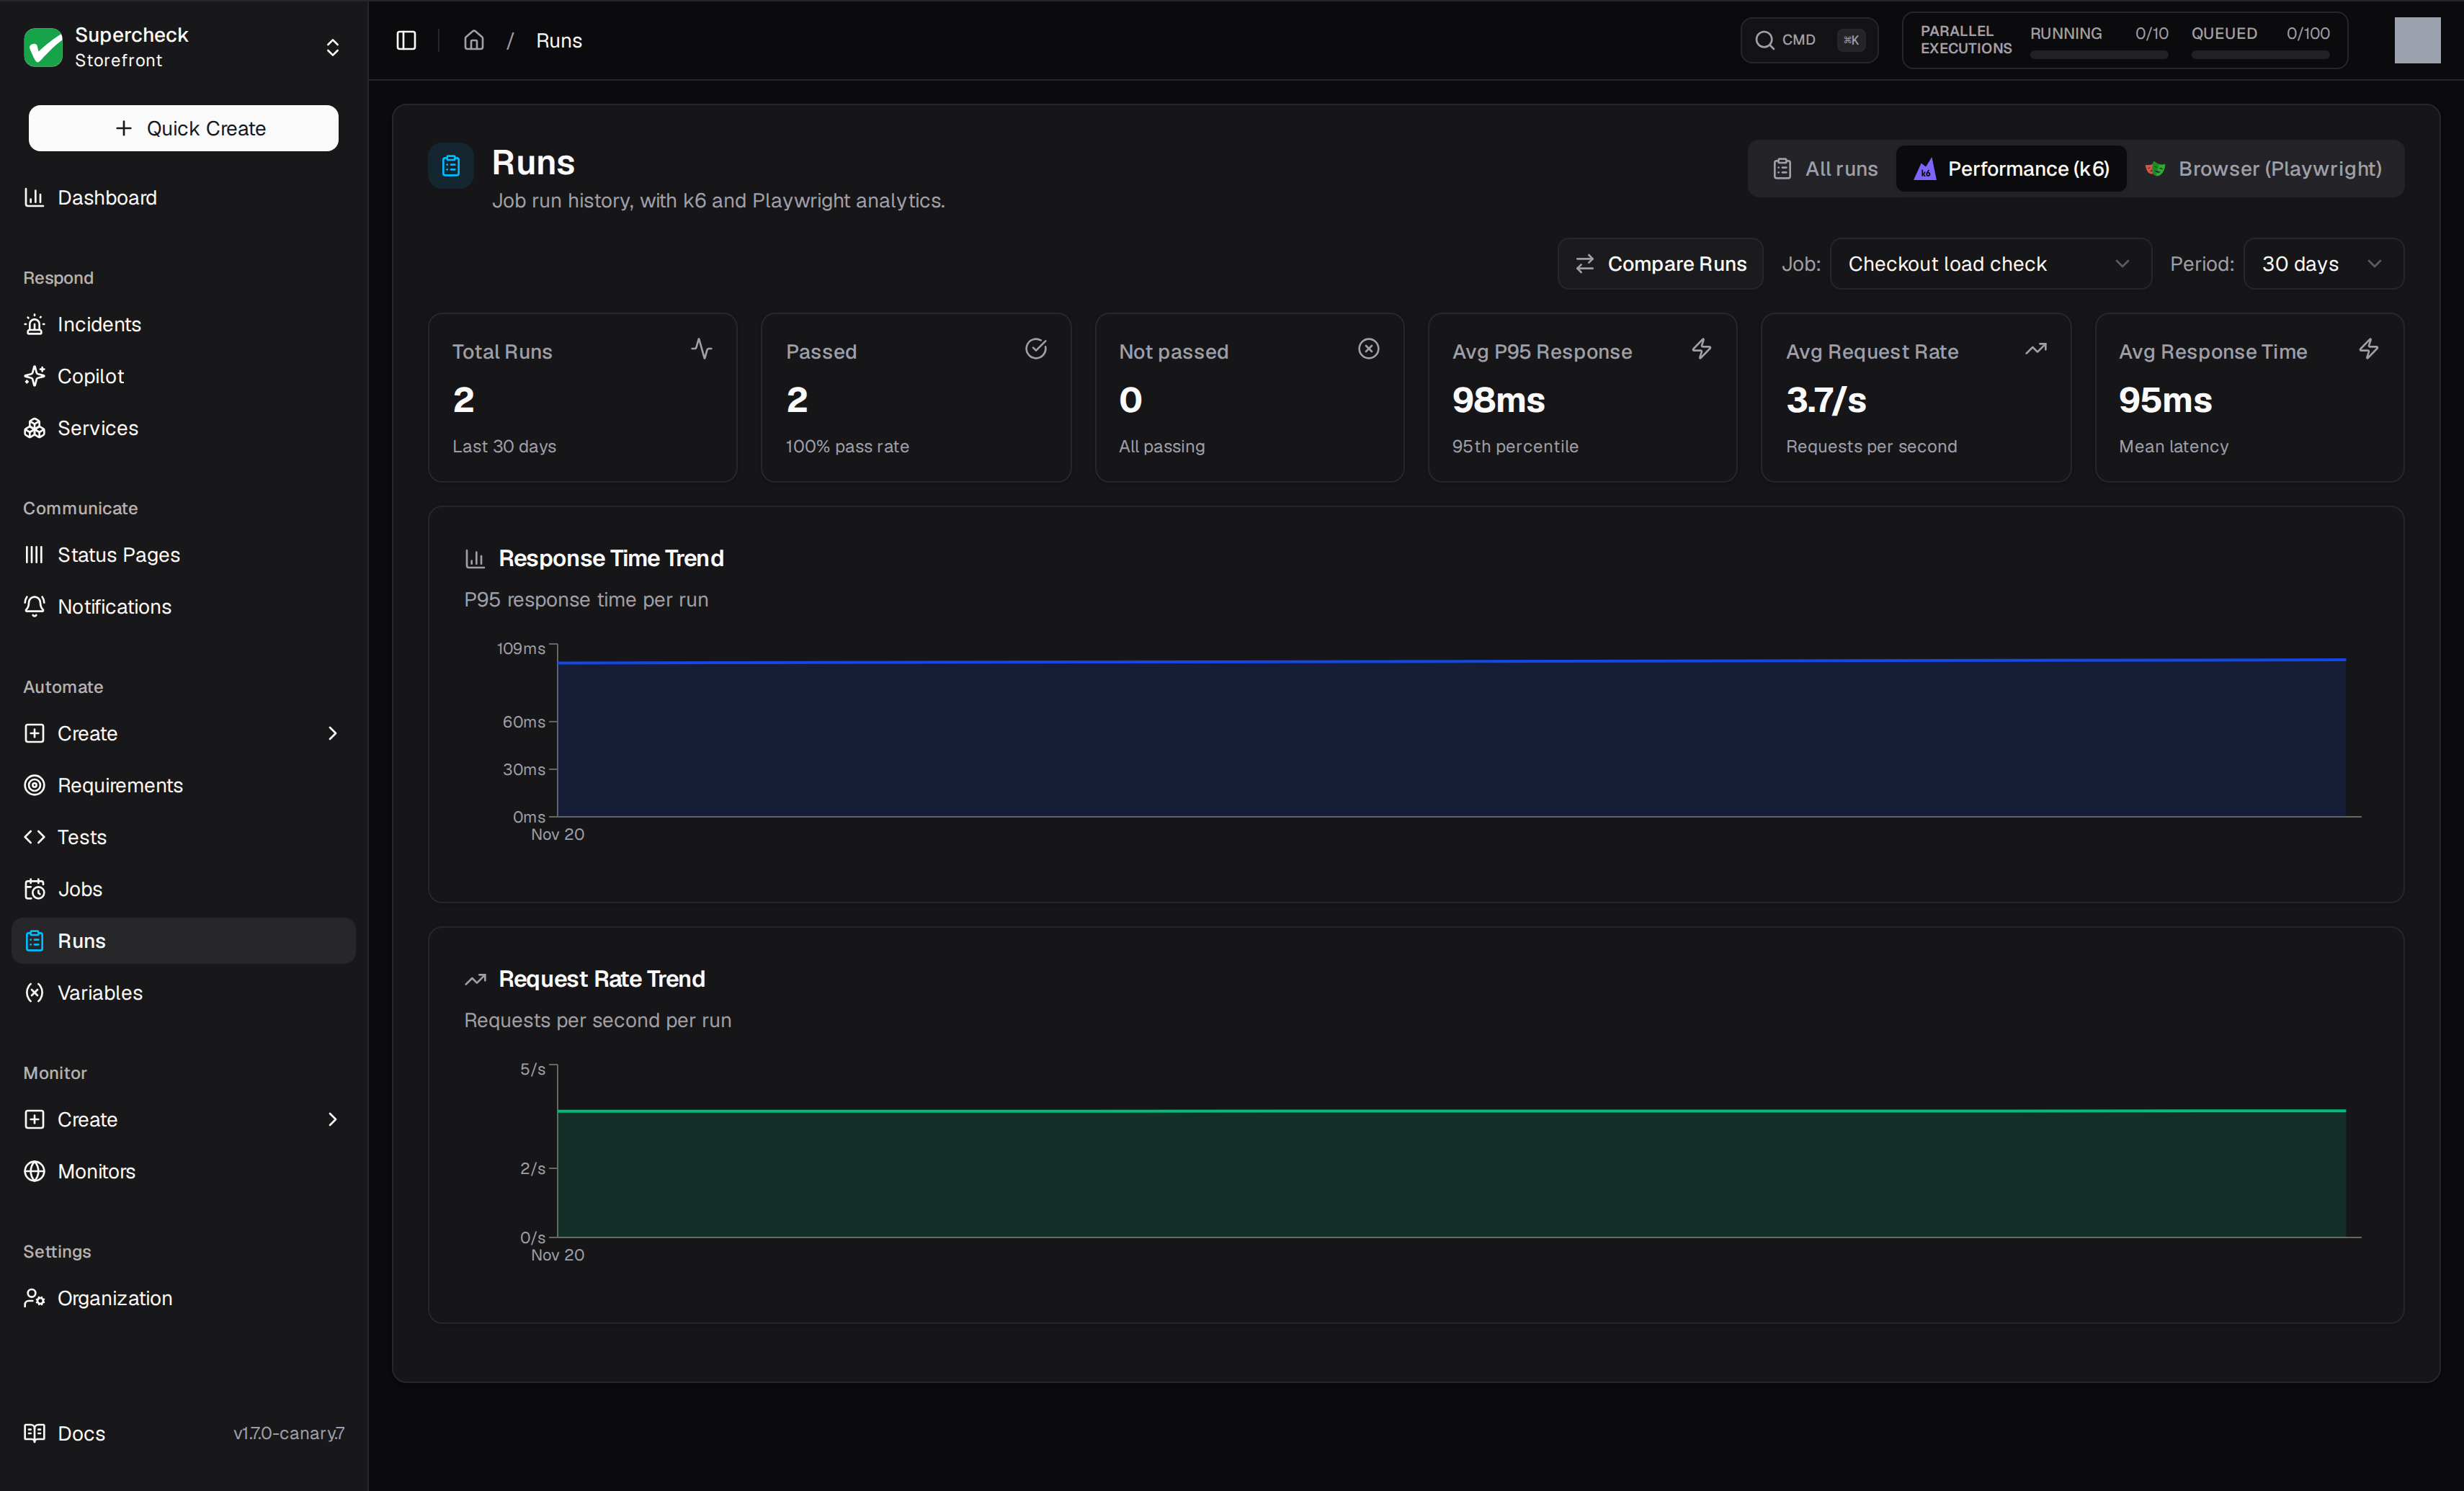 Supercheck
Storefront
Quick Create
Dashboard
Respond
Incidents
Copilot
Services
Communicate
Status Pages
Notifications
Automate
Create
Requirements
Tests
Jobs
Runs
Variables
Monitor
Create
Monitors
Settings
Organization
Docs
v1.7.0-canary.7
/ Runs
CMD ⌘K
PARALLEL EXECUTIONS
RUNNING 0/10
QUEUED 0/100
Runs
Job run history, with k6 and Playwright analytics.
All runs
k6 Performance (k6)
Browser (Playwright)
Compare Runs
Job: Checkout load check
Period: 30 days
Total Runs
2
Last 30 days
Passed
2
100% pass rate
Not passed
0
All passing
Avg P95 Response
98ms
95th percentile
Avg Request Rate
3.7/s
Requests per second
Avg Response Time
95ms
Mean latency
Response Time Trend
P95 response time per run
109ms
60ms
30ms
0ms
Nov 20
Request Rate Trend
Requests per second per run
5/s
2/s
0/s
Nov 20